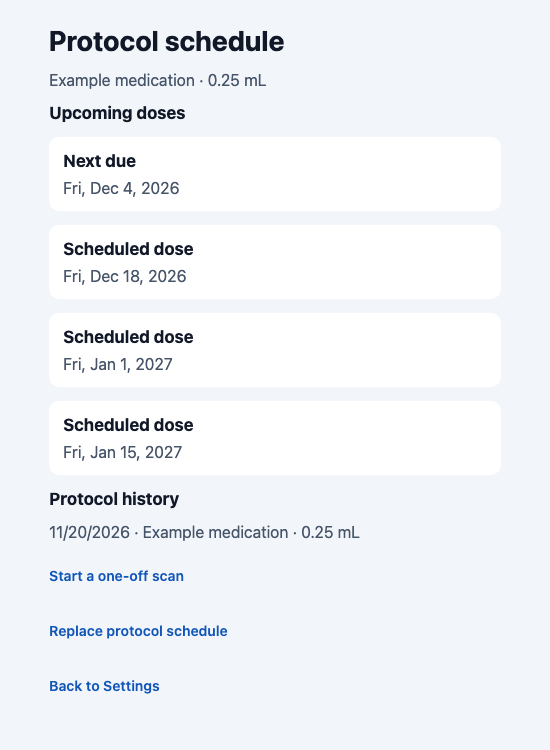 Protocol schedule
Example medication · 0.25 mL
Upcoming doses
Next due
Fri, Dec 4, 2026
Scheduled dose
Fri, Dec 18, 2026
Scheduled dose
Fri, Jan 1, 2027
Scheduled dose
Fri, Jan 15, 2027
Protocol history
11/20/2026 · Example medication · 0.25 mL
Start a one-off scan
Replace protocol schedule
Back to Settings